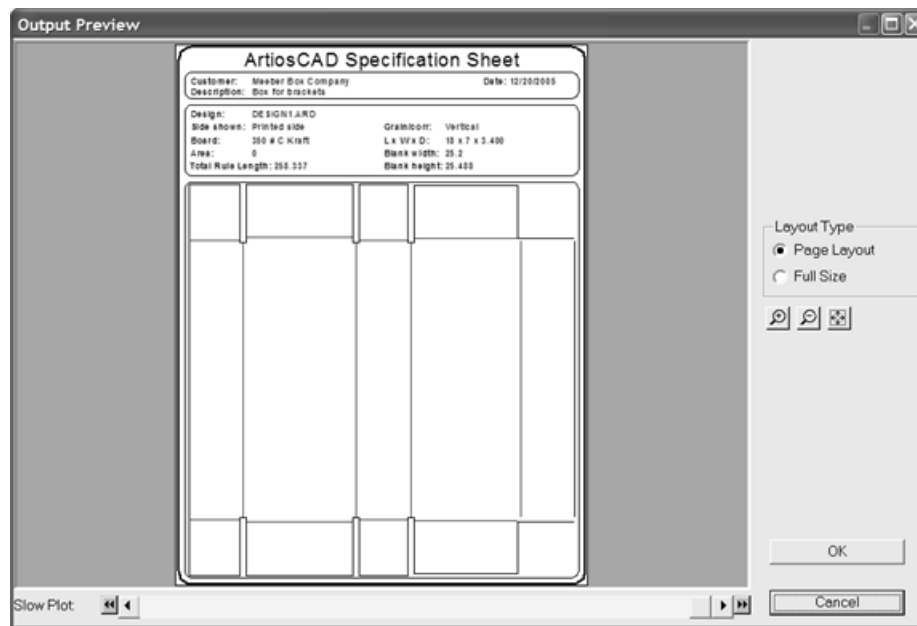 Output Preview
ArtiosCAD Specification Sheet
Customer: Meeber Box Company Date: 12/20/2005
Description: Box for brackets
Design: DESIGN1.ARD
Side shown: Printed side Grain/corr: Vertical
Board: 350 # C Kraft L x W x D: 18 x 7 x 3.400
Area: 0 Blank width: 25.2
Total Rule Length: 258.337 Blank height: 25.488
Layout Type
Page Layout
Full Size
OK
Slow Plot:
Cancel